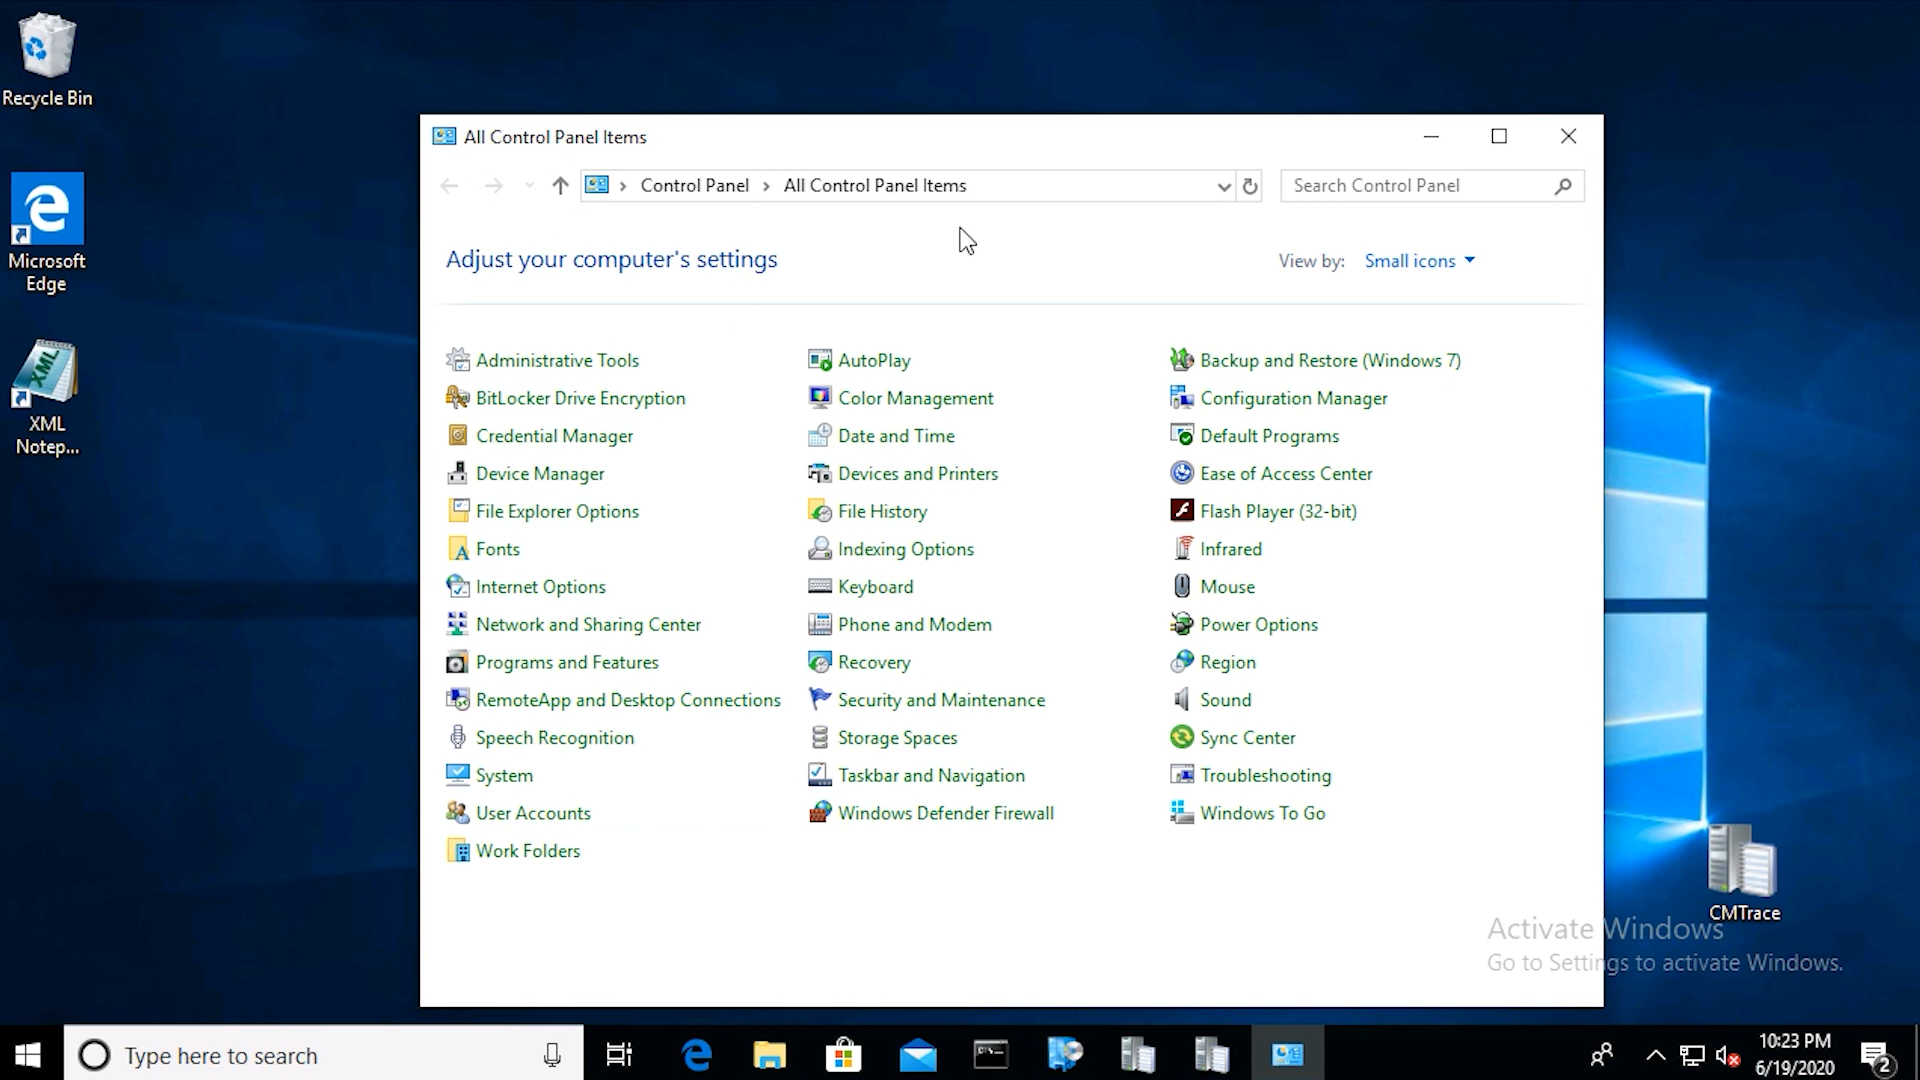 Recycle Bin
Microsoft
Edge
XML
Notep...
All Control Panel Items
Control Panel
All Control Panel Items
Search Control Panel
Adjust your computer's settings
View by:
Small icons
Administrative Tools
AutoPlay
Backup and Restore (Windows 7)
BitLocker Drive Encryption
Color Management
Configuration Manager
Credential Manager
Date and Time
Default Programs
Device Manager
Devices and Printers
Ease of Access Center
File Explorer Options
File History
Flash Player (32-bit)
Fonts
Indexing Options
Infrared
Internet Options
Keyboard
Mouse
Network and Sharing Center
Phone and Modem
Power Options
Programs and Features
Recovery
Region
RemoteApp and Desktop Connections
Security and Maintenance
Sound
Speech Recognition
Storage Spaces
Sync Center
System
Taskbar and Navigation
Troubleshooting
User Accounts
Windows Defender Firewall
Windows To Go
Work Folders
CMTrace
Activate Windows
Go to Settings to activate Windows.
Type here to search
10:23 PM
6/19/2020
2